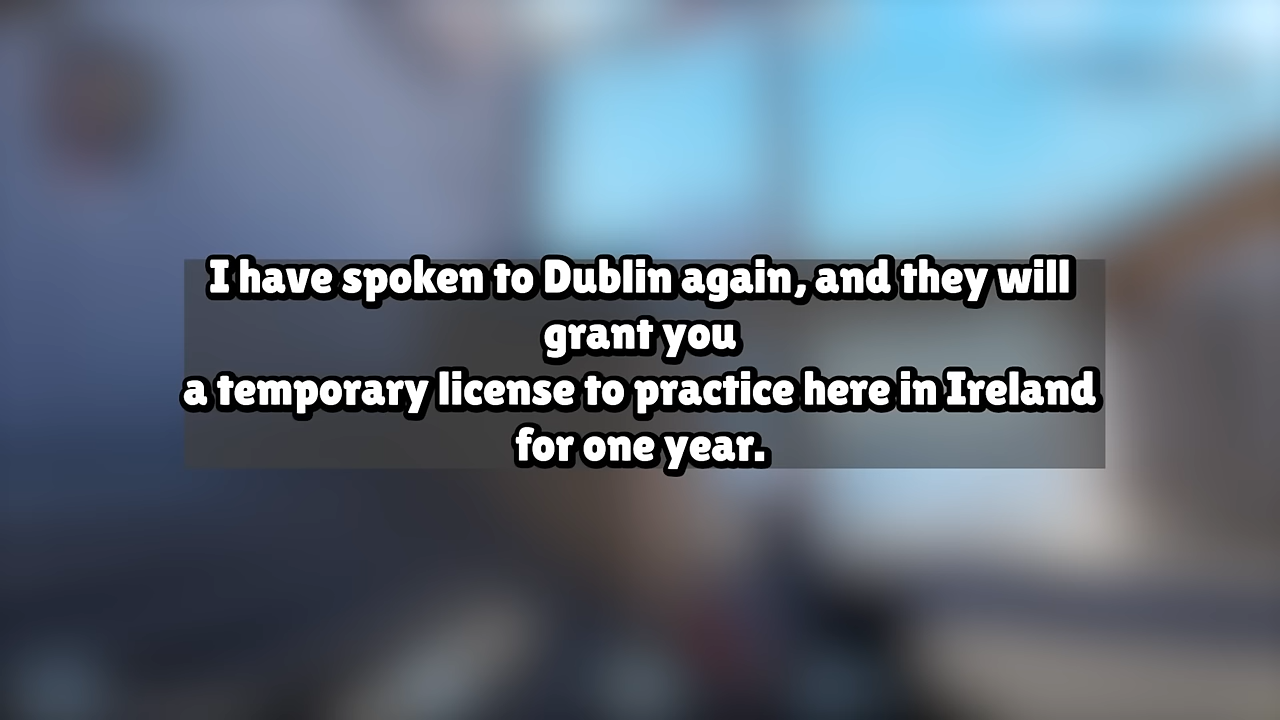 I have spoken to Dublin again, and they will
grant you
a temporary license to practice here in Ireland
for one year.